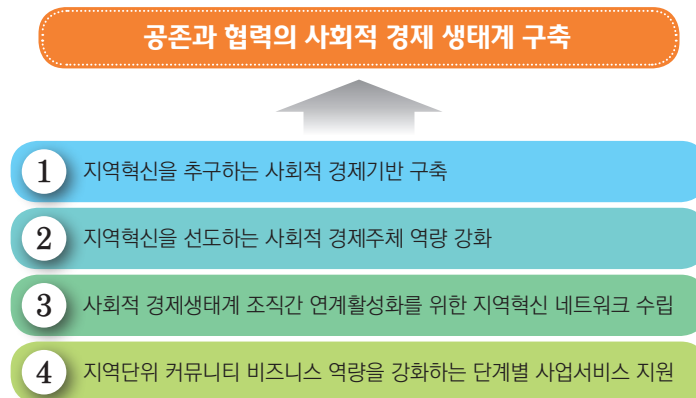 공존과 협력의 사회적 경제 생태계 구축
1 지역혁신을 추구하는 사회적 경제기반 구축
2 지역혁신을 선도하는 사회적 경제주체 역량 강화
3 사회적 경제생태계 조직간 연계활성화를 위한 지역혁신 네트워크 수립
4 지역단위 커뮤니티 비즈니스 역량을 강화하는 단계별 사업서비스 지원